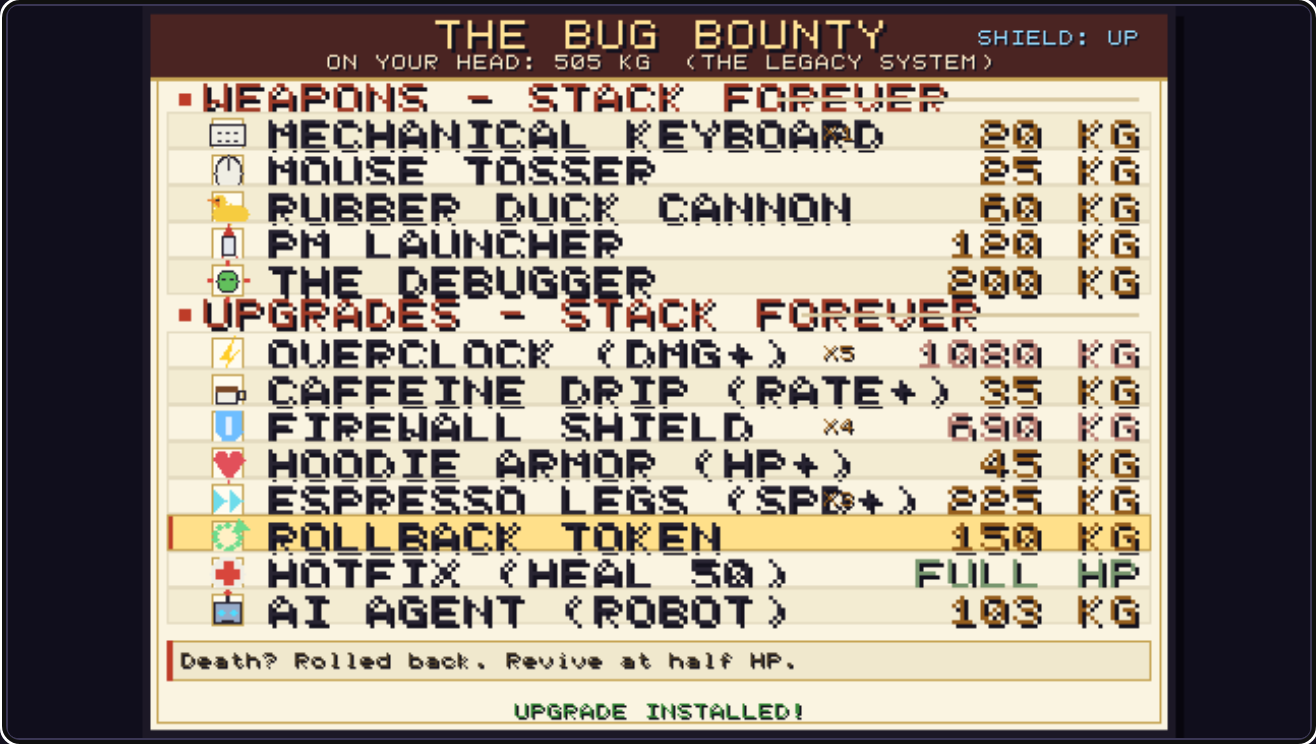 THE BUG BOUNTY
SHIELD: UP
ON YOUR HEAD: 505 KG (THE LEGACY SYSTEM)
WEAPONS - STACK FOREVER
MECHANICAL KEYBOARD X1 20 KG
MOUSE TOSSER 25 KG
RUBBER DUCK CANNON 60 KG
PM LAUNCHER 120 KG
THE DEBUGGER 200 KG
UPGRADES - STACK FOREVER
OVERCLOCK (DMG+) X5 1080 KG
CAFFEINE DRIP (RATE+) 35 KG
FIREWALL SHIELD X4 690 KG
HOODIE ARMOR (HP+) 45 KG
ESPRESSO LEGS (SPD+) 225 KG
ROLLBACK TOKEN 150 KG
HOTFIX (HEAL 50) FULL HP
AI AGENT (ROBOT) 103 KG
Death? Rolled back. Revive at half HP.
UPGRADE INSTALLED!